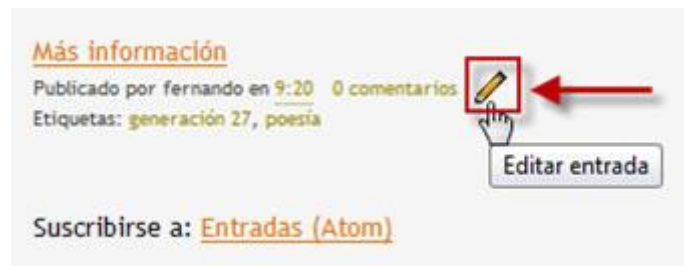 Más información
Publicado por fernando en 9:20 0 comentarios
Etiquetas: generación 27, poesía
Editar entrada
Suscribirse a: Entradas (Atom)